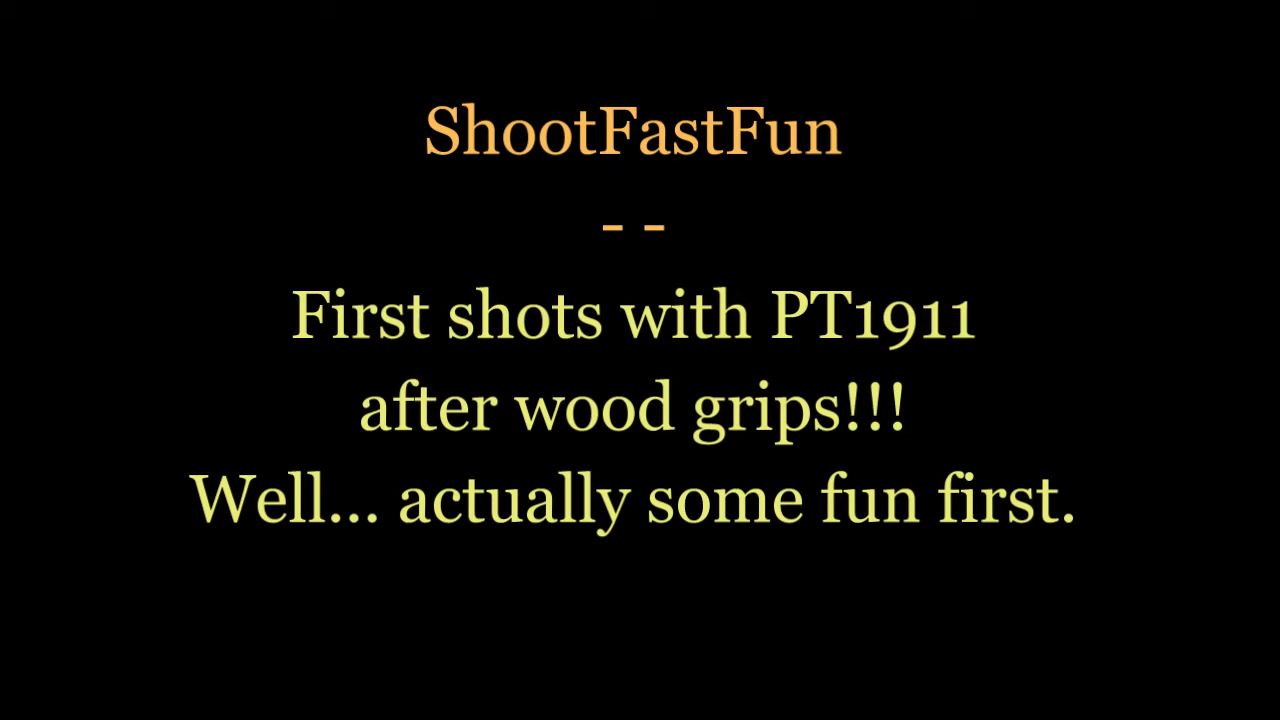 ShootFastFun
- -
First shots with PT1911
after wood grips!!!
Well... actually some fun first.